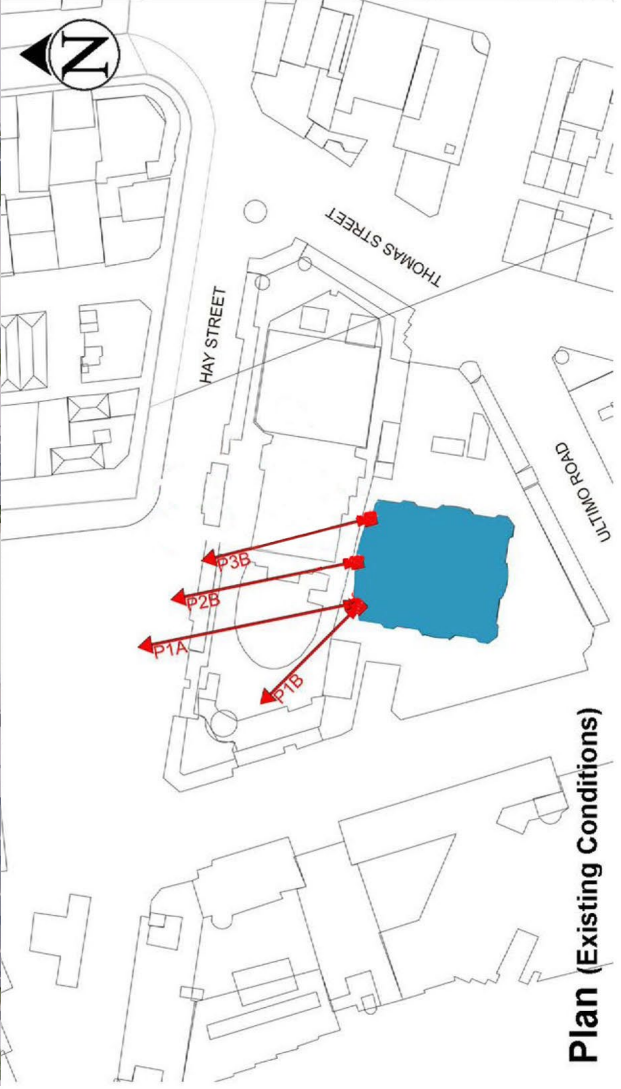 N
HAY STREET
THOMAS STREET
ULTIMO ROAD
P3B
P2B
P1A
P1B
Plan (Existing Conditions)